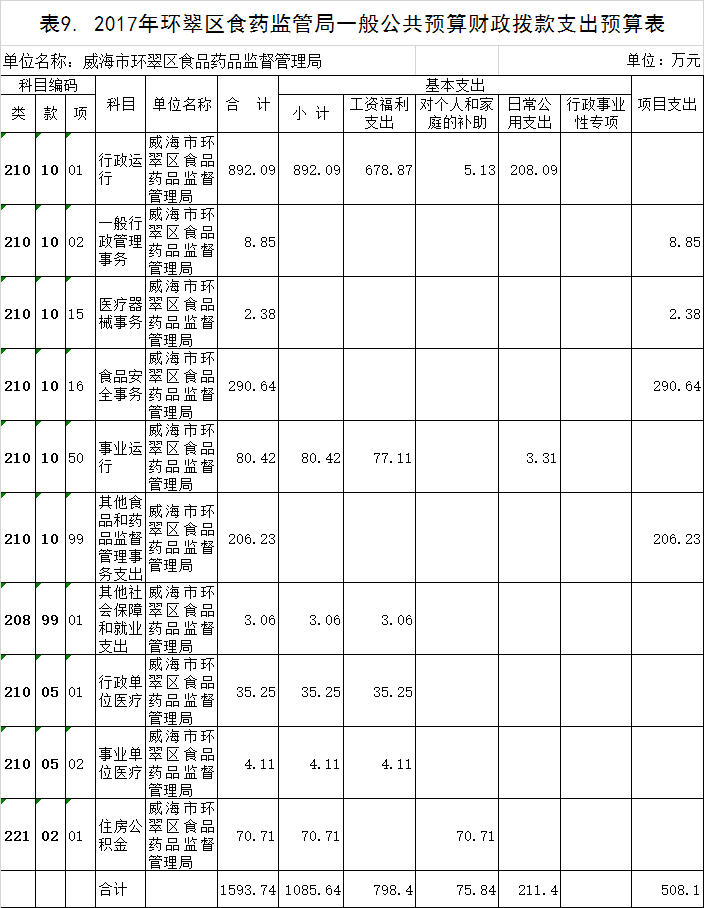 表9. 2017年环翠区食药监管局一般公共预算财政拨款支出预算表
单位名称：威海市环翠区食品药品监督管理局 单位：万元
科目编码 科目 单位名称 合 计 基本支出 项目支出
类 款 项 小 计 工资福利支出 对个人和家庭的补助 日常公用支出 行政事业性专项
210 10 01 行政运行 威海市环翠区食品药品监督管理局 892.09 892.09 678.87 5.13 208.09
210 10 02 一般行政管理事务 威海市环翠区食品药品监督管理局 8.85 8.85
210 10 15 医疗器械事务 威海市环翠区食品药品监督管理局 2.38 2.38
210 10 16 食品安全事务 威海市环翠区食品药品监督管理局 290.64 290.64
210 10 50 事业运行 威海市环翠区食品药品监督管理局 80.42 80.42 77.11 3.31
210 10 99 其他食品和药品监督管理事务支出 威海市环翠区食品药品监督管理局 206.23 206.23
208 99 01 其他社会保障和就业支出 威海市环翠区食品药品监督管理局 3.06 3.06 3.06
210 05 01 行政单位医疗 威海市环翠区食品药品监督管理局 35.25 35.25 35.25
210 05 02 事业单位医疗 威海市环翠区食品药品监督管理局 4.11 4.11 4.11
221 02 01 住房公积金 威海市环翠区食品药品监督管理局 70.71 70.71 70.71
合计 1593.74 1085.64 798.4 75.84 211.4 508.1